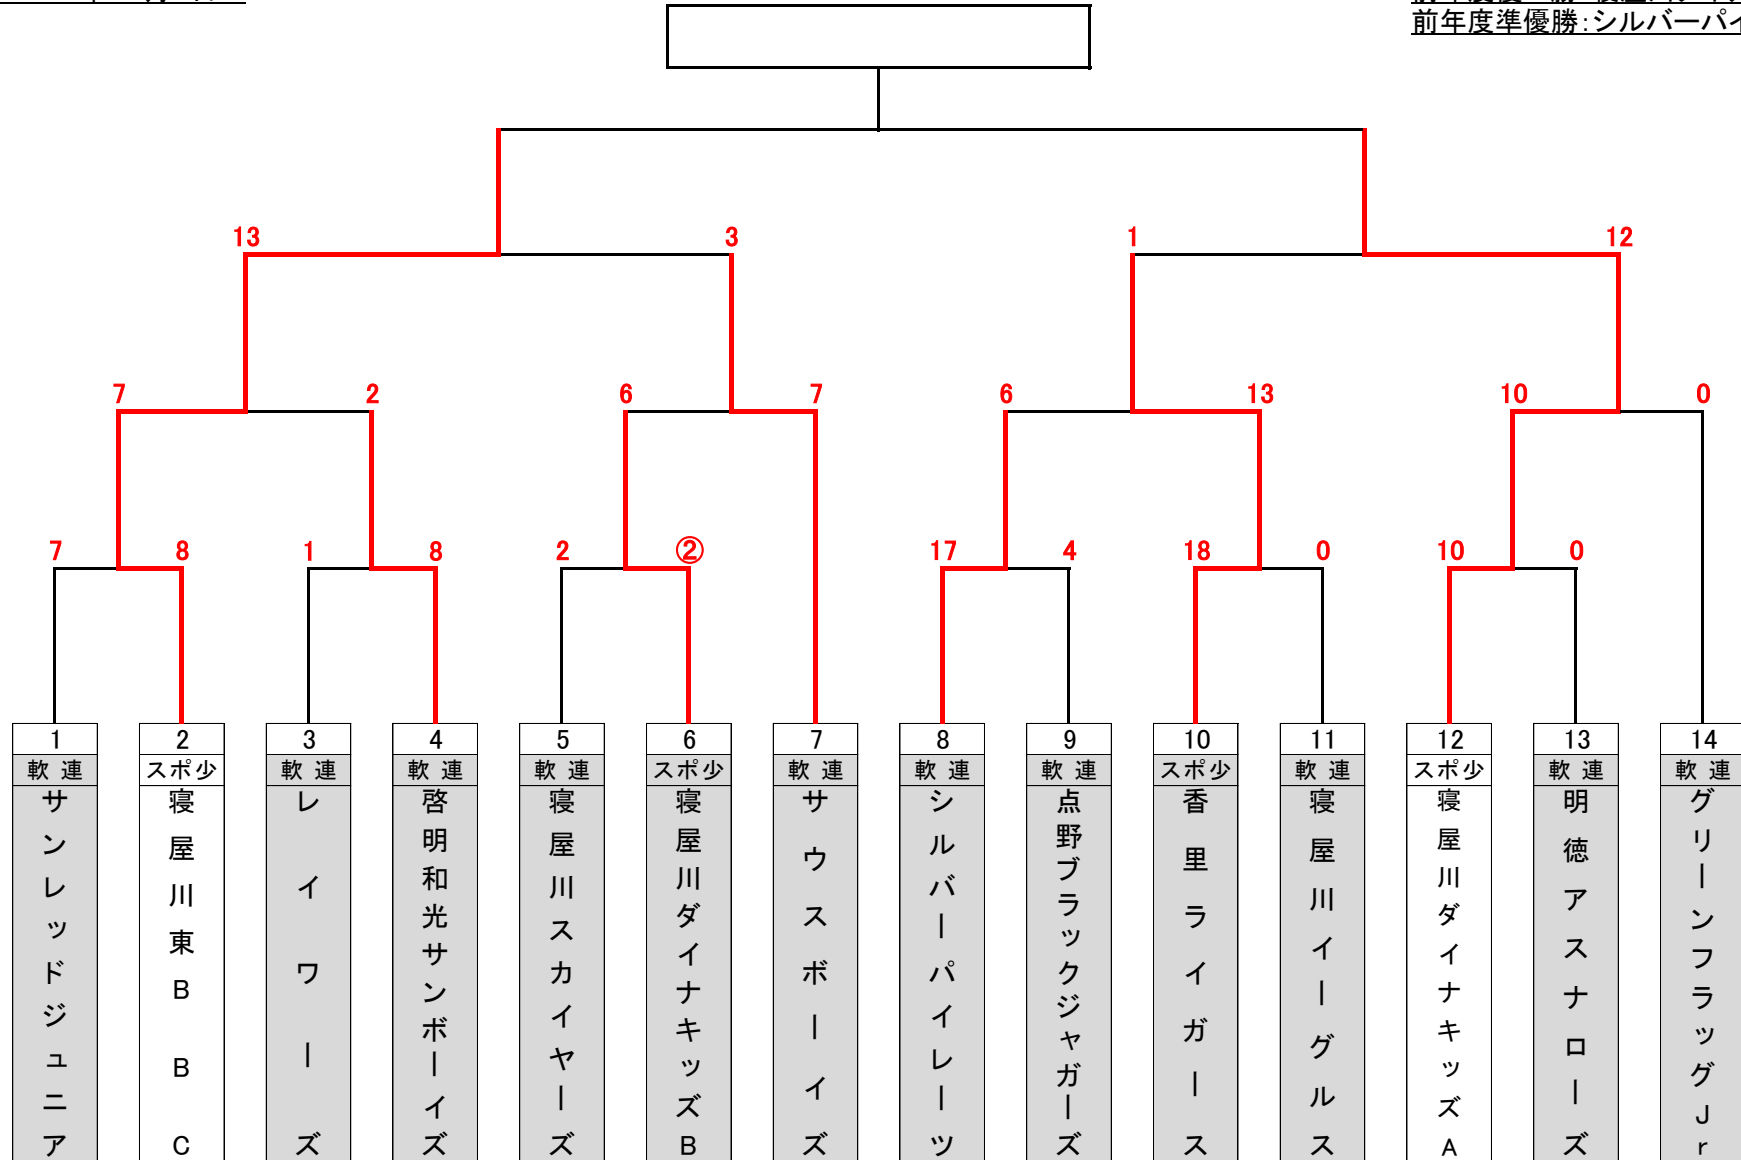 前年度準優勝：シルバーパイ
13 3 1 12
7 2 6 7 6 13 10 0
7 8 1 8 2 ② 17 4 18 0 10 0
1 2 3 4 5 6 7 8 9 10 11 12 13 14
軟連 スポ少 軟連 軟連 軟連 スポ少 軟連 軟連 軟連 スポ少 軟連 スポ少 軟連 軟連
サンレッドジュニア
寝屋川東BBC
レイワーズ
啓明和光サンボーイズ
寝屋川スカイヤーズ
寝屋川ダイナキッズB
サウスボーイズ
シルバーパイレーツ
点野ブラックジャガーズ
香里ライガース
寝屋川イーグルス
寝屋川ダイナキッズA
明徳アスナローズ
グリーンフラッグJr